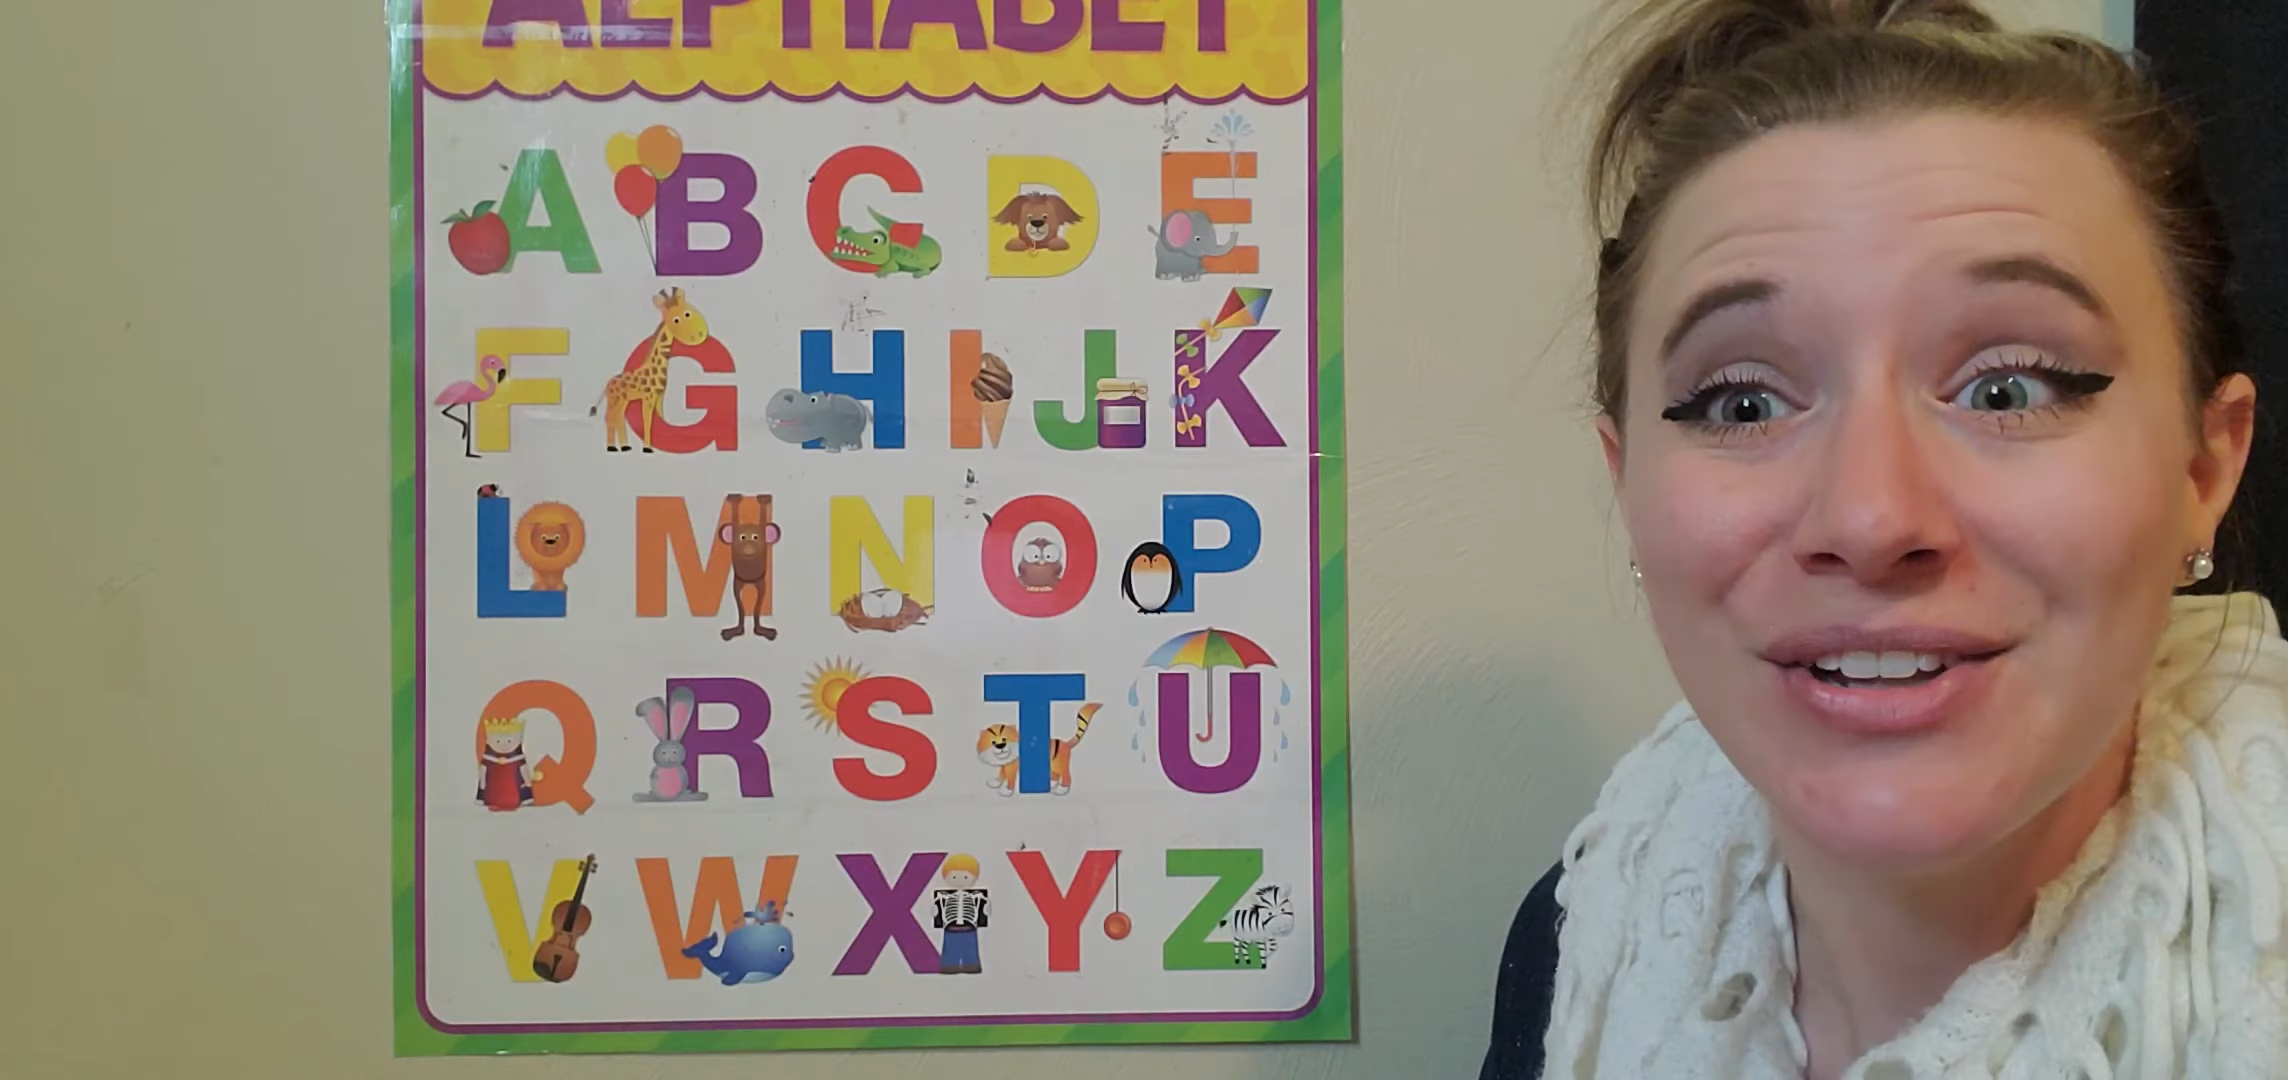 ALPHABET
A B C D E
F G H I J K
L M N O P
Q R S T U
V W X Y Z